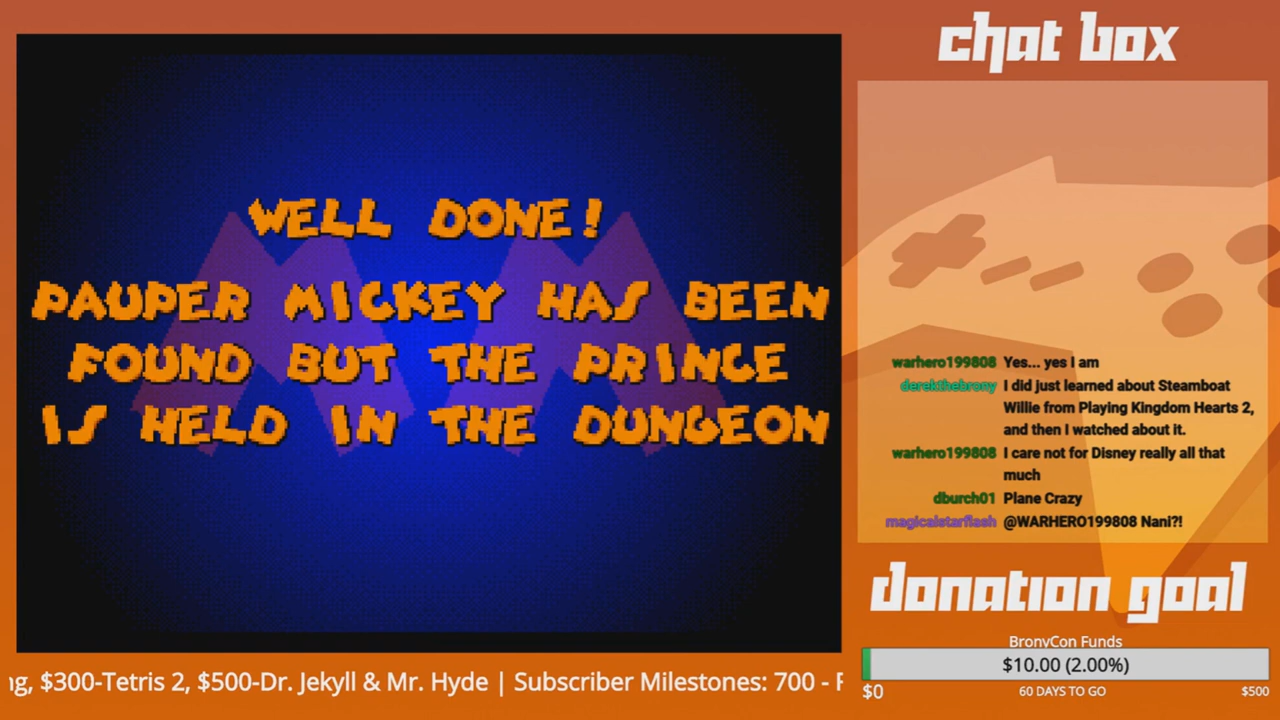 WELL DONE!
PAUPER MICKEY HAS BEEN
FOUND BUT THE PRINCE
IS HELD IN THE DUNGEON
chat box
warhero199808 Yes... yes I am
derekthebrony I did just learned about Steamboat
Willie from Playing Kingdom Hearts 2,
and then I watched about it.
warhero199808 I care not for Disney really all that
much
dburch01 Plane Crazy
magicalstarflash @WARHERO199808 Nani?!
donation goal
BronyCon Funds
$10.00 (2.00%)
$0 60 DAYS TO GO $500
ng, $300-Tetris 2, $500-Dr. Jekyll & Mr. Hyde | Subscriber Milestones: 700 -